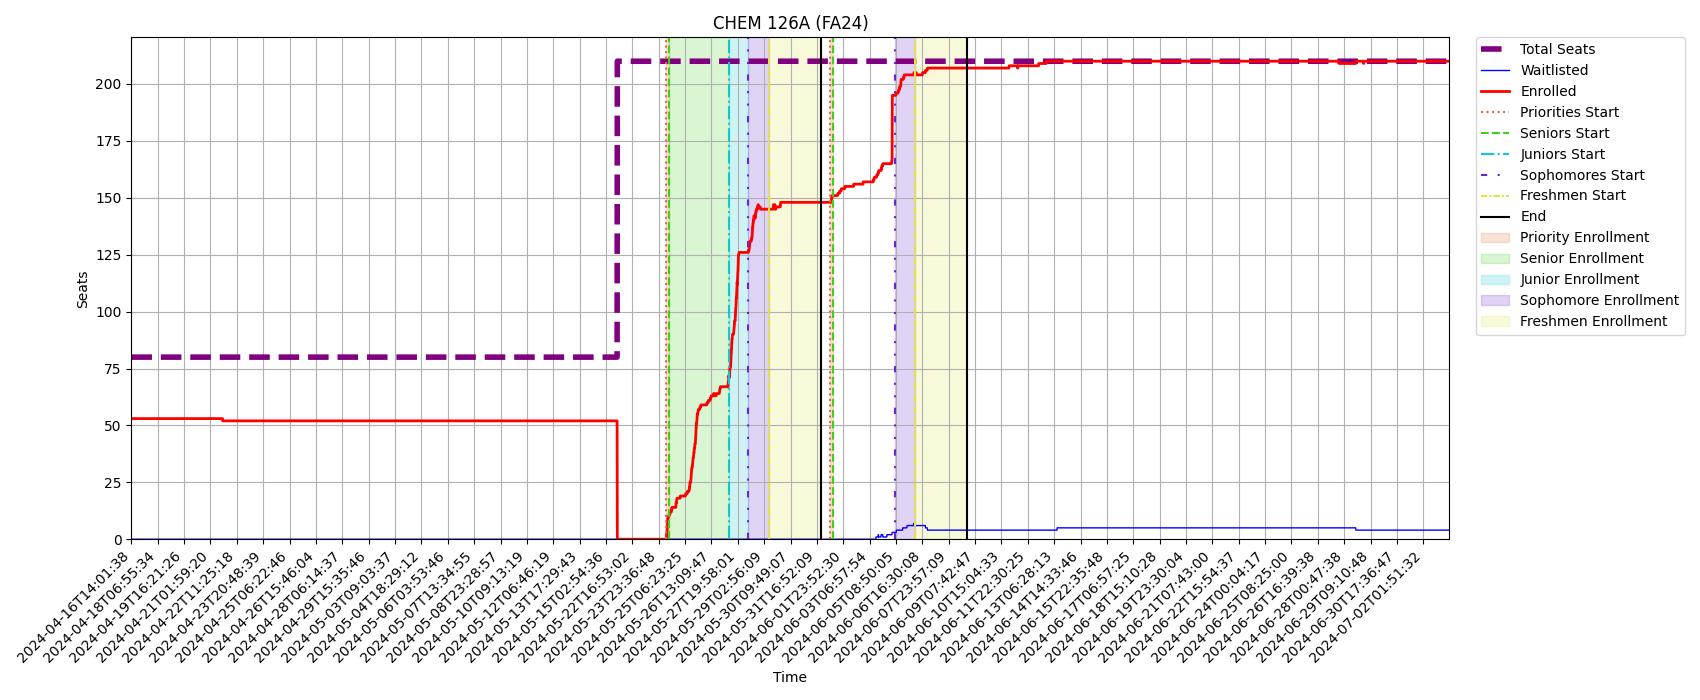 CHEM 126A (FA24)
Seats
200
175
150
125
100
75
50
25
0
2024-04-16T14:01:38
2024-04-18T06:55:34
2024-04-19T16:21:26
2024-04-21T01:59:20
2024-04-22T11:25:18
2024-04-23T20:48:39
2024-04-25T06:22:46
2024-04-26T15:46:04
2024-04-28T06:14:37
2024-04-29T15:35:46
2024-05-03T09:03:37
2024-05-04T18:29:12
2024-05-06T03:53:46
2024-05-07T13:34:55
2024-05-08T23:28:57
2024-05-10T09:13:19
2024-05-12T06:46:19
2024-05-13T17:29:43
2024-05-15T02:54:36
2024-05-22T16:53:02
2024-05-23T23:36:48
2024-05-25T06:23:25
2024-05-26T13:09:47
2024-05-27T19:58:01
2024-05-29T02:56:03
2024-05-30T09:49:07
2024-05-31T16:52:09
2024-06-01T23:52:30
2024-06-03T06:57:54
2024-06-05T08:50:05
2024-06-06T16:30:08
2024-06-07T23:57:09
2024-06-09T07:42:47
2024-06-10T15:04:33
2024-06-11T22:30:25
2024-06-13T06:28:13
2024-06-14T14:33:46
2024-06-15T22:35:48
2024-06-17T06:57:25
2024-06-18T15:10:28
2024-06-19T23:30:04
2024-06-21T07:43:00
2024-06-22T15:54:37
2024-06-24T00:04:17
2024-06-25T08:25:00
2024-06-26T16:39:38
2024-06-28T00:47:38
2024-06-29T09:10:48
2024-06-30T17:36:47
2024-07-02T01:51:32
Time
Total Seats
Waitlisted
Enrolled
Priorities Start
Seniors Start
Juniors Start
Sophomores Start
Freshmen Start
End
Priority Enrollment
Senior Enrollment
Junior Enrollment
Sophomore Enrollment
Freshmen Enrollment